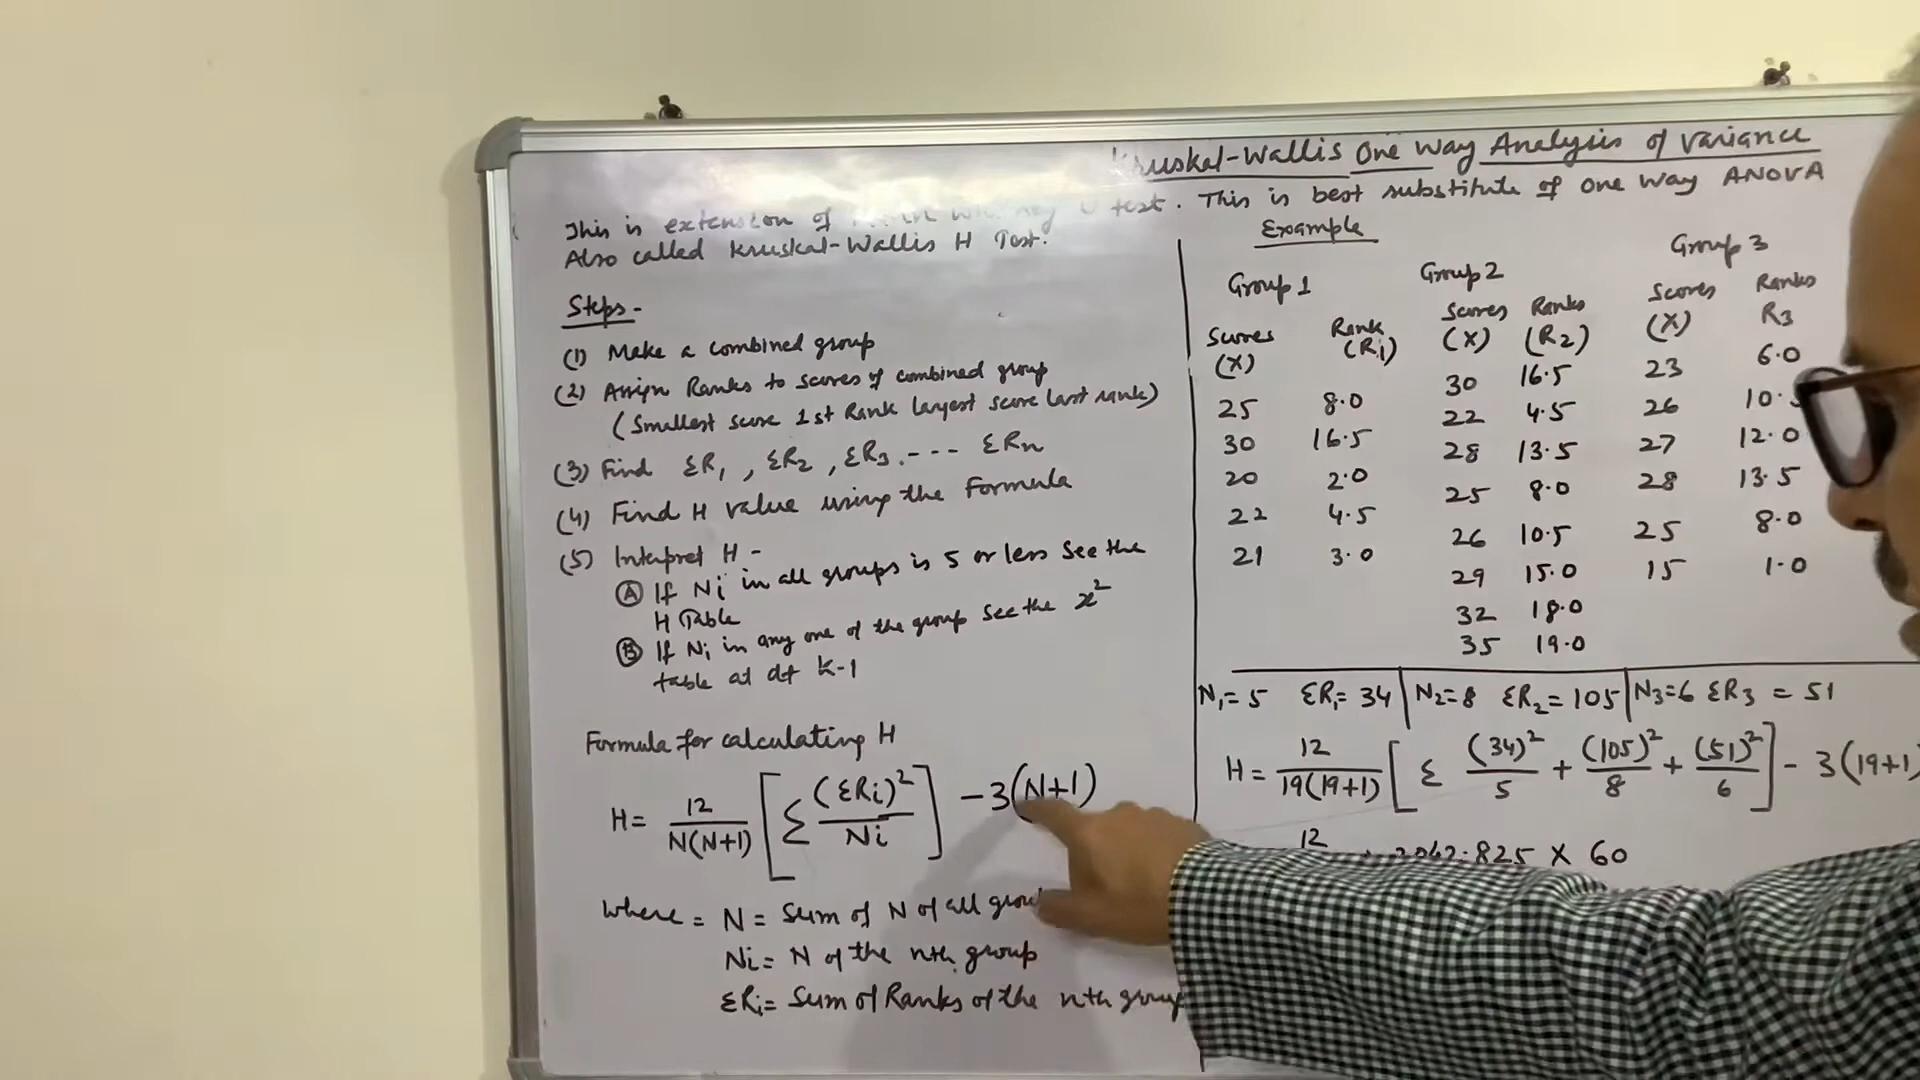 Kruskal-Wallis One Way Analysis of Variance
This is extension of U test. This is best substitute of One Way ANOVA
Also called Kruskal-Wallis H Test.
Steps-
(1) Make a combined group
(2) Assign Ranks to scores of combined group
(Smallest score 1st Rank largest score last rank)
(3) Find ΣR1, ΣR2, ΣR3.--- ΣRn
(4) Find H value using the Formula
(5) Interpret H -
(A) If Ni in all groups is 5 or less see the
H Table
(B) If Ni in any one of the group see the x²
table at df k-1
Formula for calculating H
H = 12/N(N+1) [Σ (ΣRi)²/Ni] - 3(N+1)
Where = N = Sum of N of all
Ni = N of the nth group
ΣRi = Sum of Ranks of the nth group
Example
Group 1 Group 2 Group 3
Scores (X) Rank (R1) Scores (X) Ranks (R2) Scores (X) Ranks R3
25 8.0 30 16.5 23 6.0
30 16.5 22 4.5 26
20 2.0 28 13.5 27 12.0
22 4.5 25 8.0 28 13.5
21 3.0 26 10.5 25 8.0
29 15.0 15 1.0
32 18.0
35 19.0
N1=5 ΣR1=34 N2=8 ΣR2=105 N3=6 ΣR3 = 51
H = 12/19(19+1) [Σ (34)²/5 + (105)²/8 + (51)²/6] - 3(19+1)
12 × 60